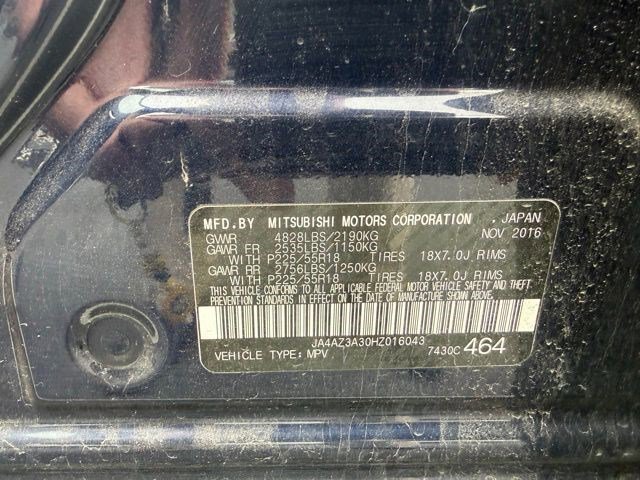 MFD.BY MITSUBISHI MOTORS CORPORATION . JAPAN
GVWR 4828LBS/2190KG NOV 2016
GAWR FR 2535LBS/1150KG
WITH P225/55R18 TIRES 18X7.0J RIMS
GAWR RR 2756LBS/1250KG
WITH P225/55R18 TIRES 18X7.0J RIMS
THIS VEHICLE CONFORMS TO ALL APPLICABLE FEDERAL MOTOR VEHICLE SAFETY AND THEFT
PREVENTION STANDARDS IN EFFECT ON THE DATE OF MANUFACTURE SHOWN ABOVE.
JA4AZ3A30HZ016043
VEHICLE TYPE: MPV 7430C 464